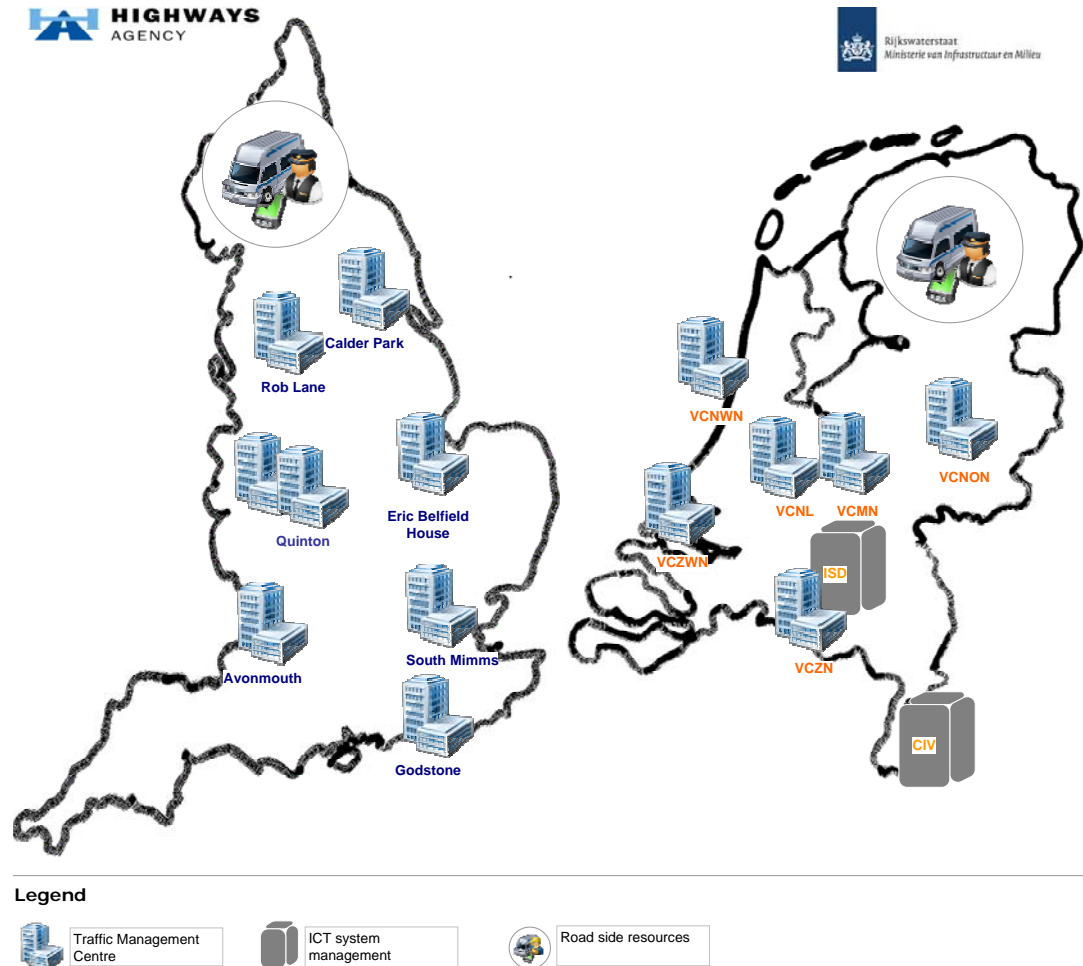 HIGHWAYS
AGENCY
Rijkswaterstaat
Ministerie van Infrastructuur en Milieu
Calder Park
Rob Lane
VCNWN
VCNON
Eric Belfield
House
VCNL
VCMN
Quinton
VCZWN
ISD
South Mimms
VCZN
Avonmouth
CIV
Godstone
Legend
Traffic Management
Centre
ICT system
management
Road side resources